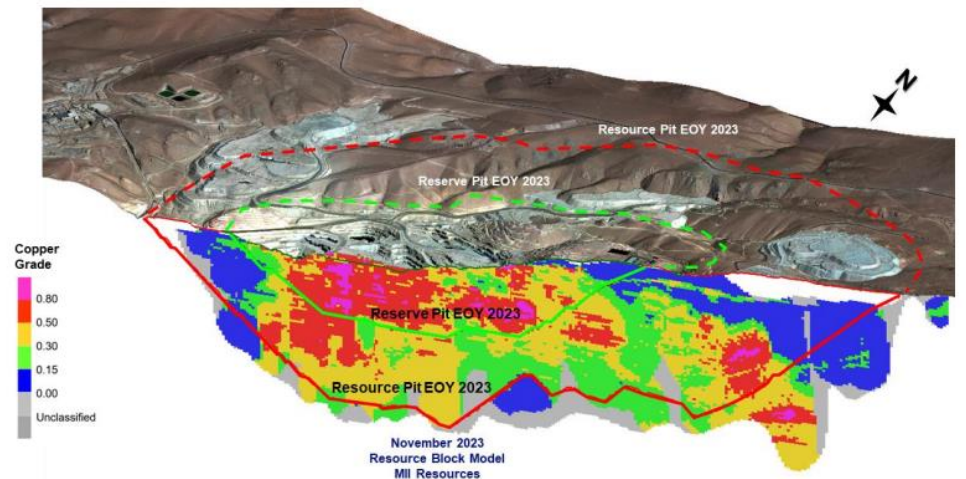 N
Resource Pit EOY 2023
Reserve Pit EOY 2023
Copper
Grade
0.80
0.50
0.30
0.15
0.00
Unclassified
Reserve Pit EOY 2023
Resource Pit EOY 2023
November 2023
Resource Block Model
MII Resources